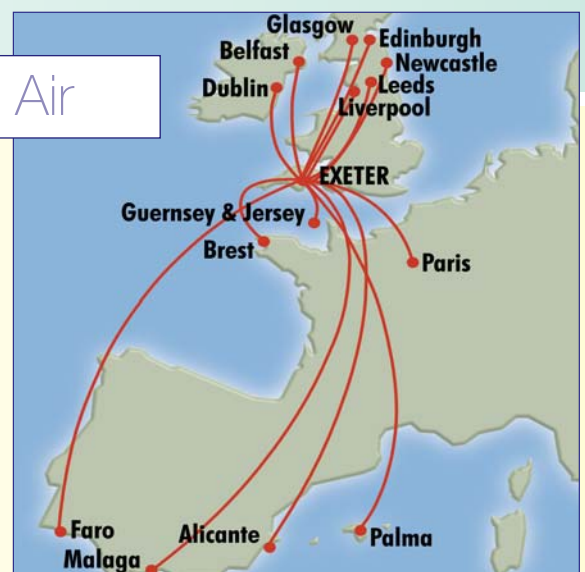 Air
Glasgow
Edinburgh
Belfast
Newcastle
Dublin
Leeds
Liverpool
EXETER
Guernsey & Jersey
Brest
Paris
Faro
Alicante
Palma
Malaga